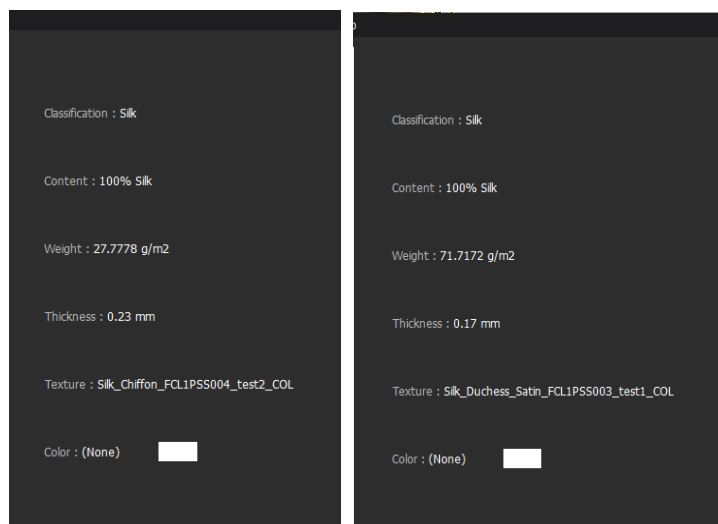 Classification : Silk
Content : 100% Silk
Weight : 27.7778 g/m2
Thickness : 0.23 mm
Texture : Silk_Chiffon_FCL1PSS004_test2_COL
Color : (None)
Classification : Silk
Content : 100% Silk
Weight : 71.7172 g/m2
Thickness : 0.17 mm
Texture : Silk_Duchess_Satin_FCL1PSS003_test1_COL
Color : (None)